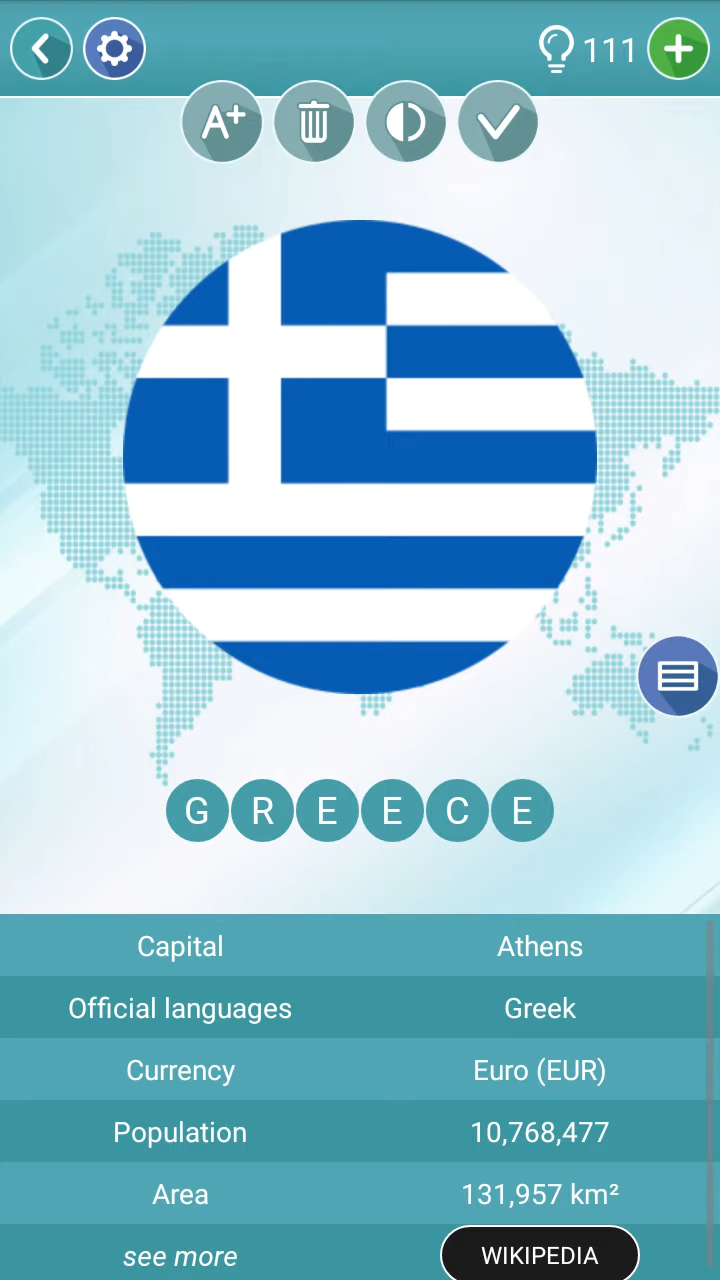 111
A+
GREECE
Capital Athens
Official languages Greek
Currency Euro (EUR)
Population 10,768,477
Area 131,957 km²
see more WIKIPEDIA